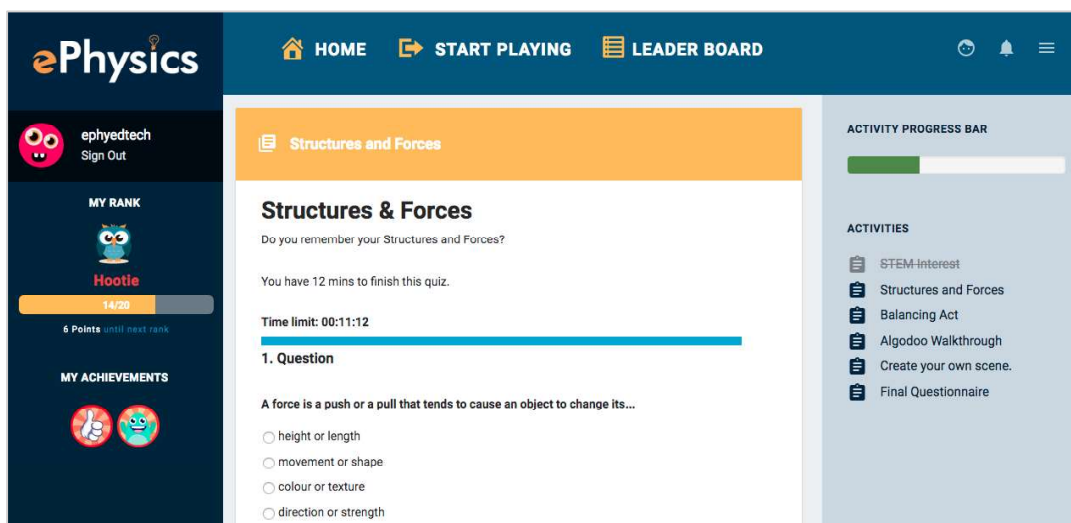 ePhysics
HOME
START PLAYING
LEADER BOARD
ephyedtech
Sign Out
MY RANK
Hootie
14/20
6 Points until next rank
MY ACHIEVEMENTS
Structures and Forces
Structures & Forces
Do you remember your Structures and Forces?
You have 12 mins to finish this quiz.
Time limit: 00:11:12
1. Question
A force is a push or a pull that tends to cause an object to change its...
height or length
movement or shape
colour or texture
direction or strength
ACTIVITY PROGRESS BAR
ACTIVITIES
STEM Interest
Structures and Forces
Balancing Act
Algodoo Walkthrough
Create your own scene.
Final Questionnaire